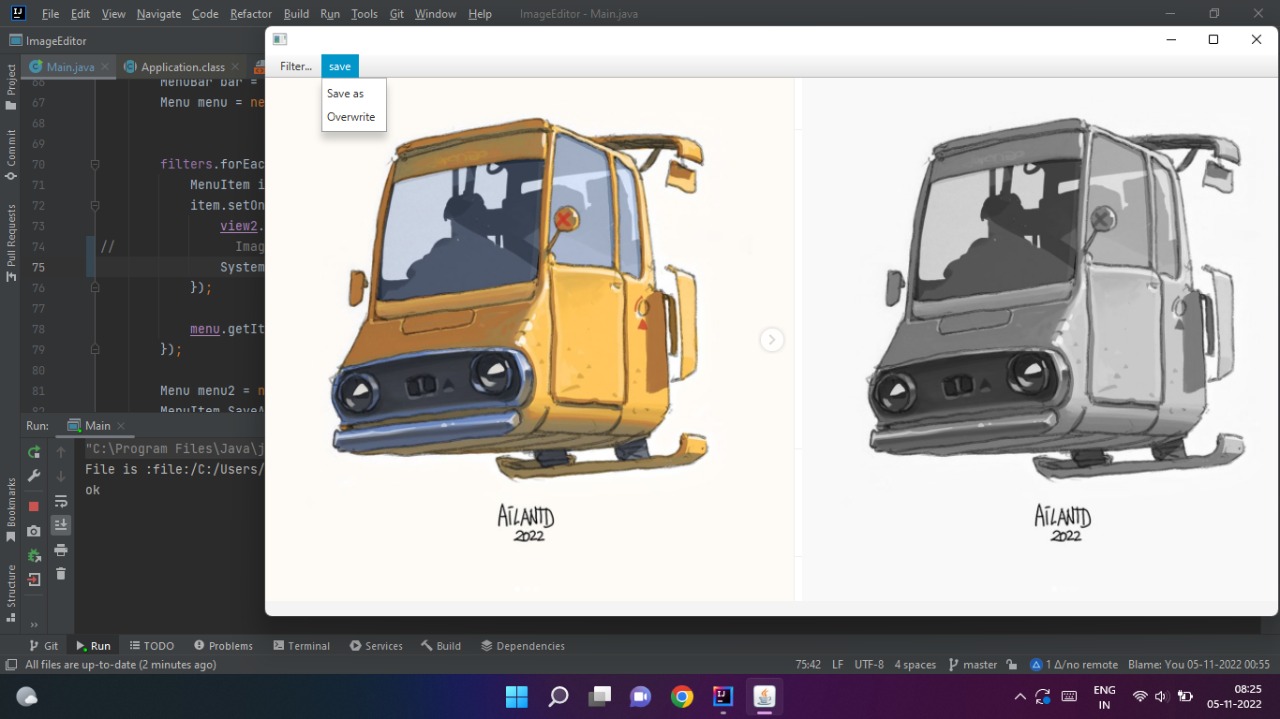 File Edit View Navigate Code Refactor Build Run Tools Git Window Help ImageEditor - Main.java
ImageEditor
Main.java Application.class
Filter... save
Save as
Overwrite
Project
Commit
Pull Requests
Bookmarks
Structure
66 MenuBar bar =
67 Menu menu = ne
68
69
70 filters.forEac
71 MenuItem i
72 item.setOn
73 view2.
74 // Imag
75 System
76 });
77
78 menu.getIt
79 });
80
81 Menu menu2 = n
82 MenuItem SaveA
AÏLANTD
2022
AÏLANTD
2022
Run: Main
"C:\Program Files\Java\j
File is :file:/C:/Users/
ok
Git Run TODO Problems Terminal Services Build Dependencies
All files are up-to-date (2 minutes ago) 75:42 LF UTF-8 4 spaces master 1 Δ/no remote Blame: You 05-11-2022 00:55
ENG
IN
08:25
05-11-2022